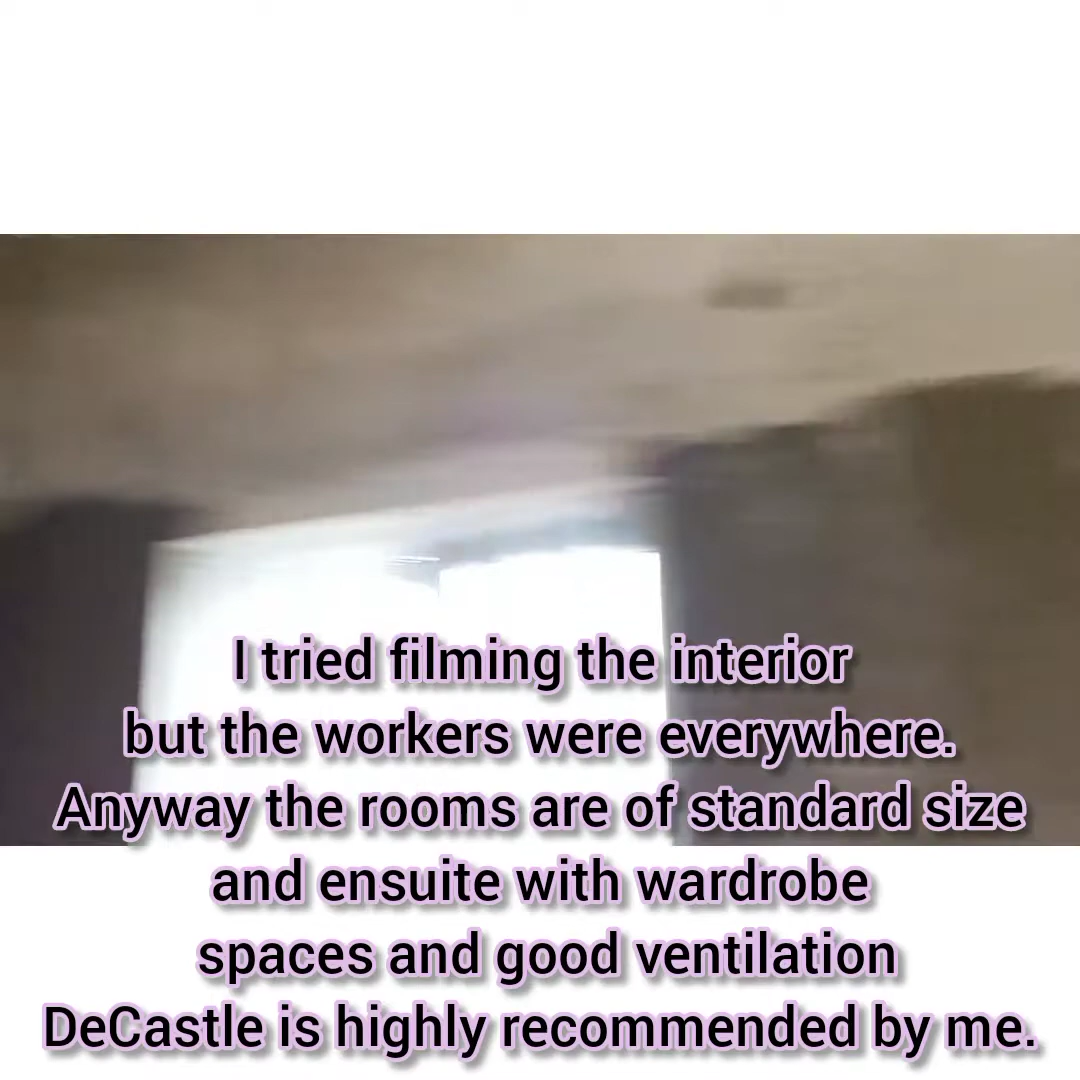 I tried filming the interior
but the workers were everywhere.
Anyway the rooms are of standard size
and ensuite with wardrobe
spaces and good ventilation
DeCastle is highly recommended by me.